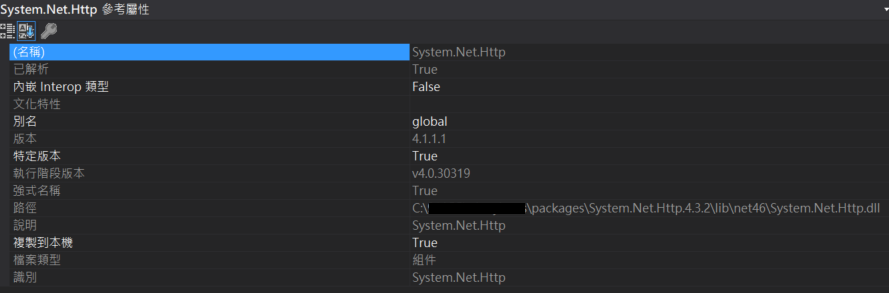 System.Net.Http 參考屬性
(名稱) System.Net.Http
已解析 True
內嵌 Interop 類型 False
文化特性
別名 global
版本 4.1.1.1
特定版本 True
執行階段版本 v4.0.30319
強式名稱 True
路徑 C:\ \packages\System.Net.Http.4.3.2\lib\net46\System.Net.Http.dll
說明 System.Net.Http
複製到本機 True
檔案類型 組件
識別 System.Net.Http